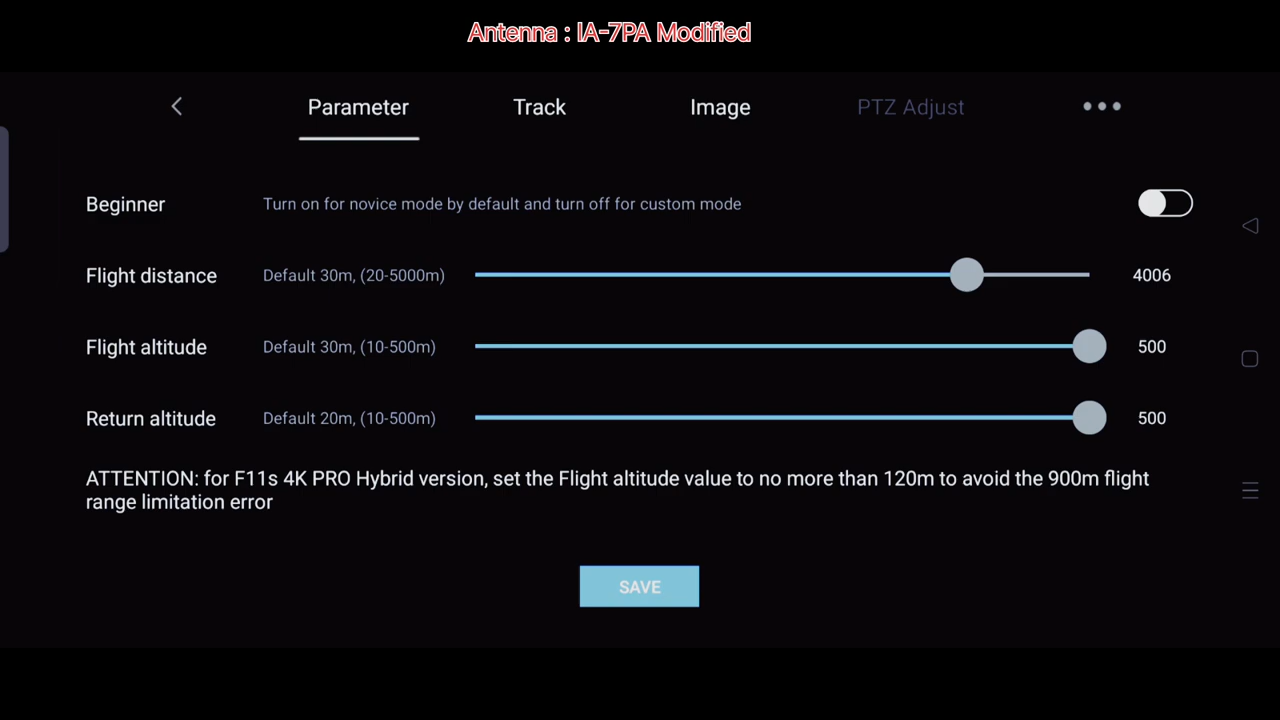 Antenna : IA-7PA Modified
Parameter Track Image PTZ Adjust
Beginner Turn on for novice mode by default and turn off for custom mode
Flight distance Default 30m, (20-5000m) 4006
Flight altitude Default 30m, (10-500m) 500
Return altitude Default 20m, (10-500m) 500
ATTENTION: for F11s 4K PRO Hybrid version, set the Flight altitude value to no more than 120m to avoid the 900m flight
range limitation error
SAVE